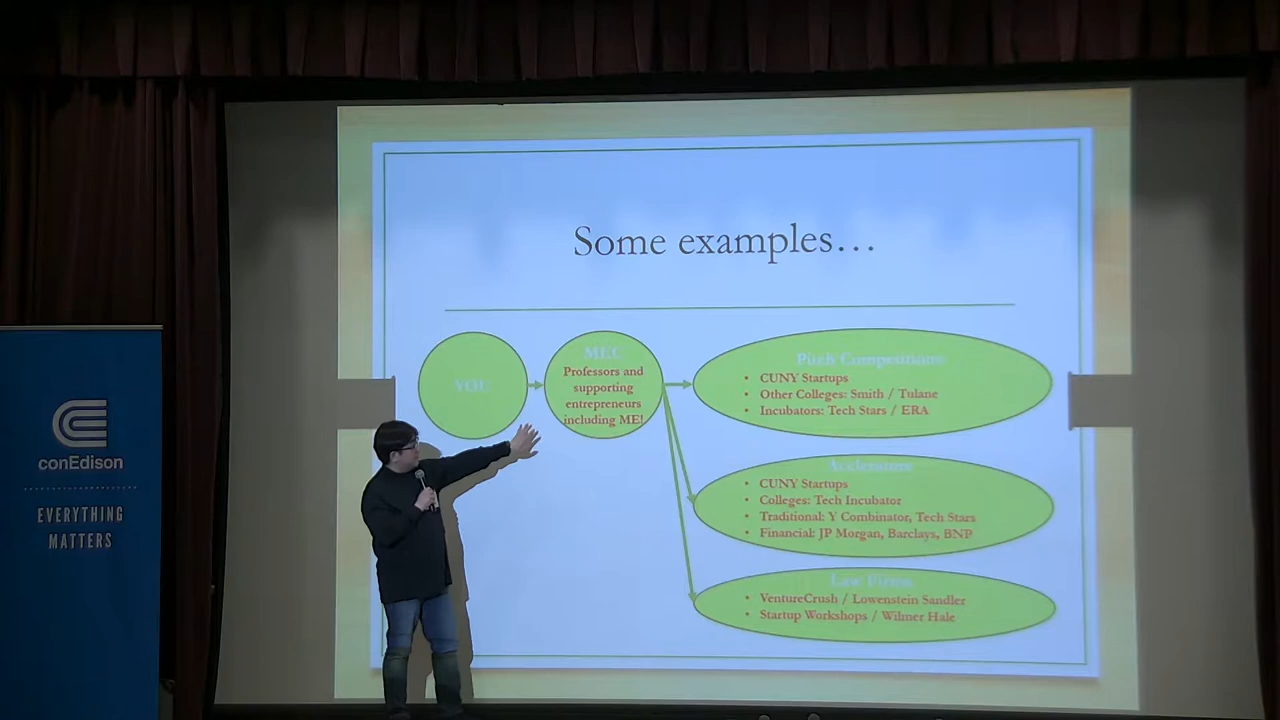 Some examples…
YOU
MEC
Professors and
supporting
entrepreneurs
including ME!
Pitch Competitions
• CUNY Startups
• Other Colleges: Smith / Tulane
• Incubators: Tech Stars / ERA
• CUNY Startups
• Colleges: Tech Incubator
• Traditional: Y Combinator, Tech Stars
• Financial: JP Morgan, Barclays, BNP
Law Firms
• VentureCrush / Lowenstein Sandler
• Startup Workshops / Wilmer Hale
conEdison
EVERYTHING
MATTERS